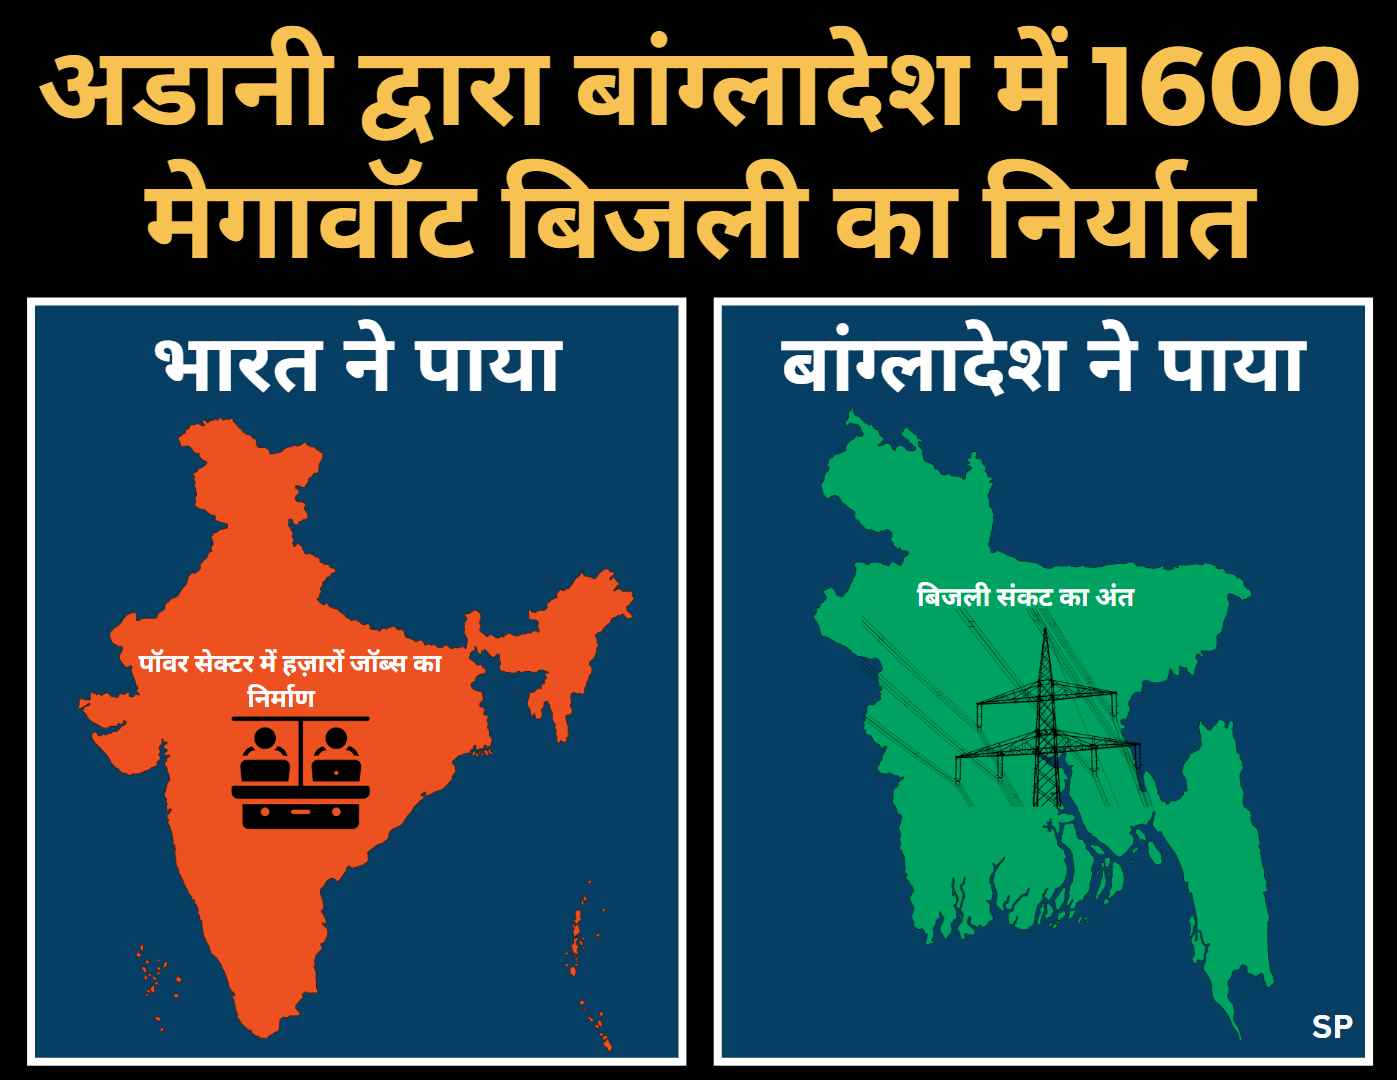 अडानी द्वारा बांग्लादेश में 1600
मेगावॉट बिजली का निर्यात
भारत ने पाया
पॉवर सेक्टर में हज़ारों जॉब्स का
निर्माण
बांग्लादेश ने पाया
बिजली संकट का अंत
SP